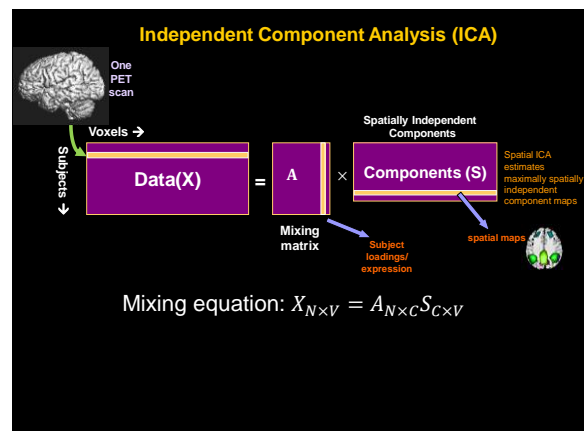 Independent Component Analysis (ICA)
One
PET
scan
Voxels →
Subjects →
Data(X)
=
A
×
Spatially Independent
Components
Components (S)
Spatial ICA
estimates
maximally spatially
independent
component maps
Mixing
matrix
Subject
loadings/
expression
spatial maps
Mixing equation: $X_{N×V} = A_{N×C}S_{C×V}$